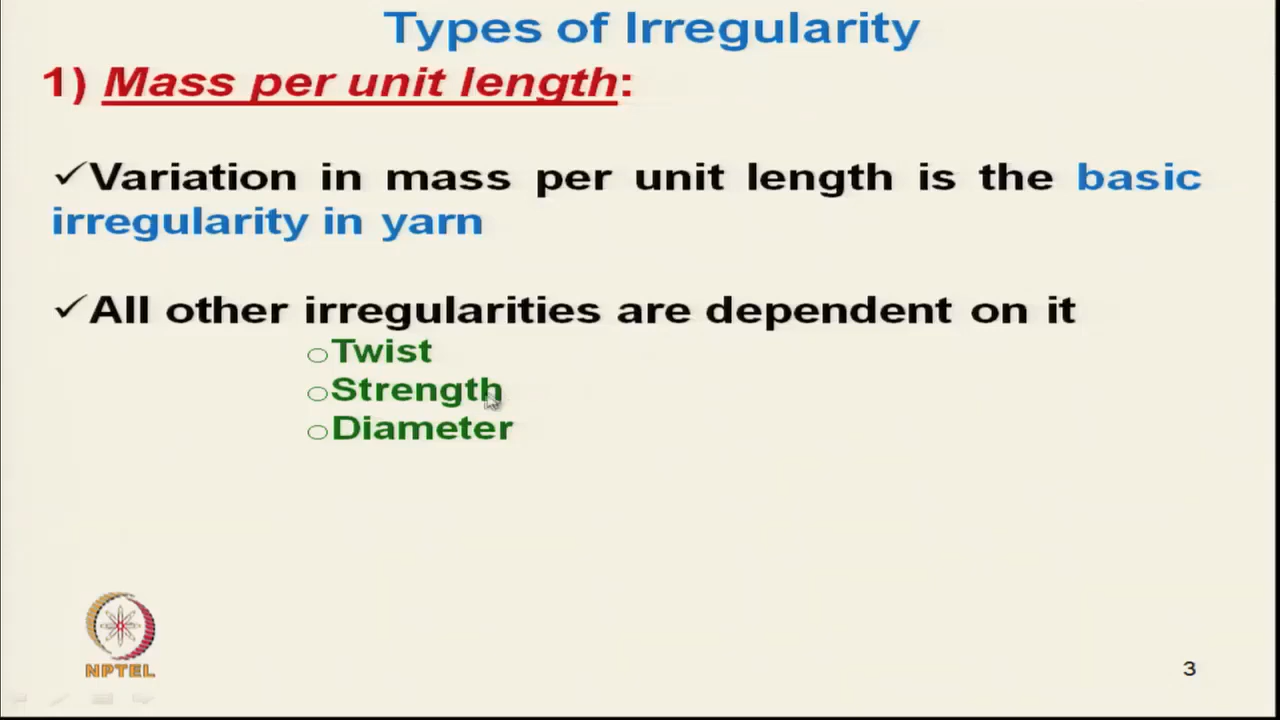 Types of Irregularity
1) Mass per unit length:
✓Variation in mass per unit length is the basic
irregularity in yarn
✓All other irregularities are dependent on it
○Twist
○Strength
○Diameter
NPTEL
3